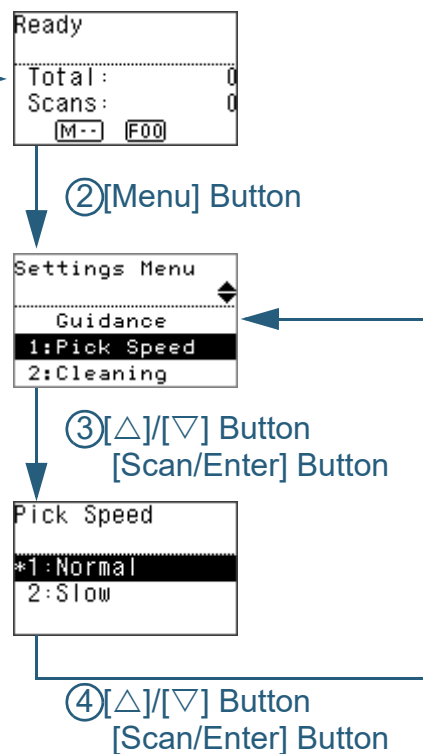 Ready
Total: 0
Scans: 0
M-- F00
②[Menu] Button
Settings Menu
Guidance
1:Pick Speed
2:Cleaning
③[△]/[▽] Button
[Scan/Enter] Button
Pick Speed
*1:Normal
2:Slow
④[△]/[▽] Button
[Scan/Enter] Button